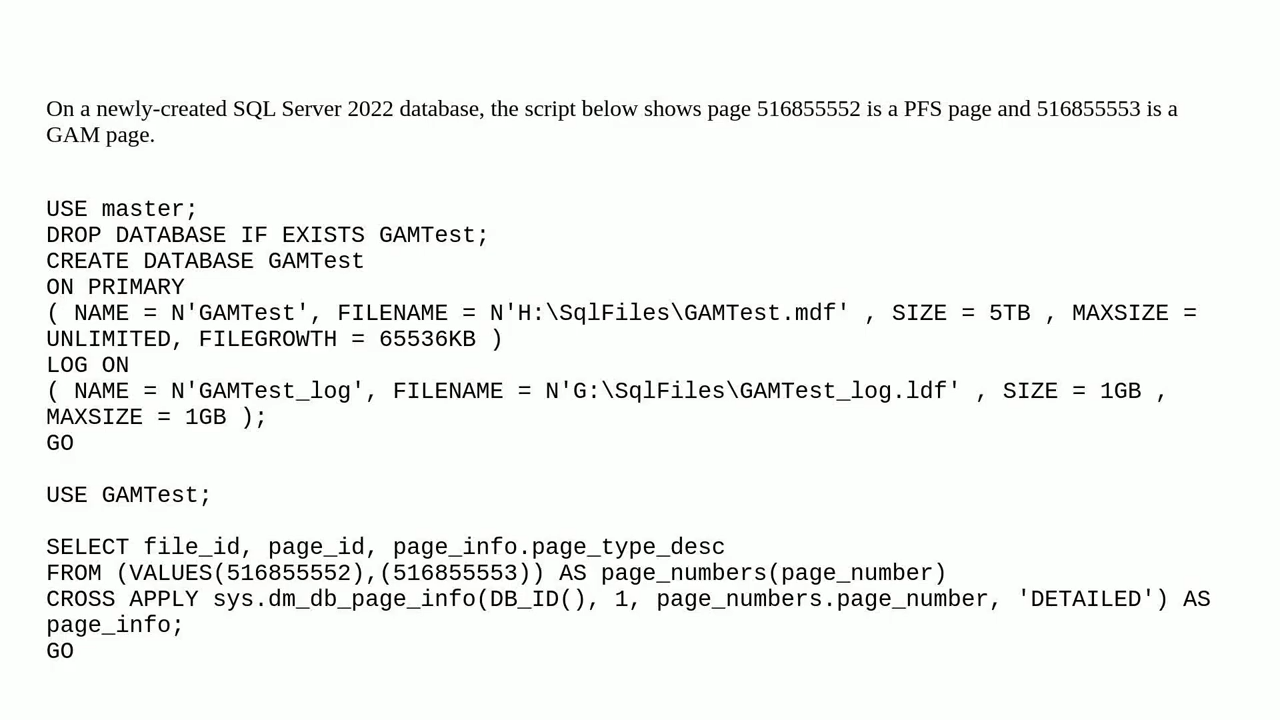 On a newly-created SQL Server 2022 database, the script below shows page 516855552 is a PFS page and 516855553 is a
GAM page.
USE master;
DROP DATABASE IF EXISTS GAMTest;
CREATE DATABASE GAMTest
ON PRIMARY
( NAME = N'GAMTest', FILENAME = N'H:\SqlFiles\GAMTest.mdf' , SIZE = 5TB , MAXSIZE =
UNLIMITED, FILEGROWTH = 65536KB )
LOG ON
( NAME = N'GAMTest_log', FILENAME = N'G:\SqlFiles\GAMTest_log.ldf' , SIZE = 1GB ,
MAXSIZE = 1GB );
GO
USE GAMTest;
SELECT file_id, page_id, page_info.page_type_desc
FROM (VALUES(516855552),(516855553)) AS page_numbers(page_number)
CROSS APPLY sys.dm_db_page_info(DB_ID(), 1, page_numbers.page_number, 'DETAILED') AS
page_info;
GO